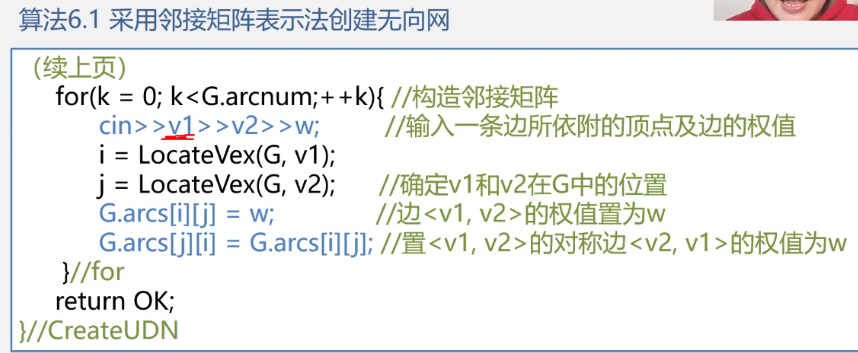 算法6.1 采用邻接矩阵表示法创建无向网
（续上页）
for(k = 0; k<G.arcnum;++k){ //构造邻接矩阵
cin>>v1>>v2>>w; //输入一条边所依附的顶点及边的权值
i = LocateVex(G, v1);
j = LocateVex(G, v2); //确定v1和v2在G中的位置
G.arcs[i][j] = w; //边<v1, v2>的权值置为w
G.arcs[j][i] = G.arcs[i][j]; //置<v1, v2>的对称边<v2, v1>的权值为w
}//for
return OK;
}//CreateUDN